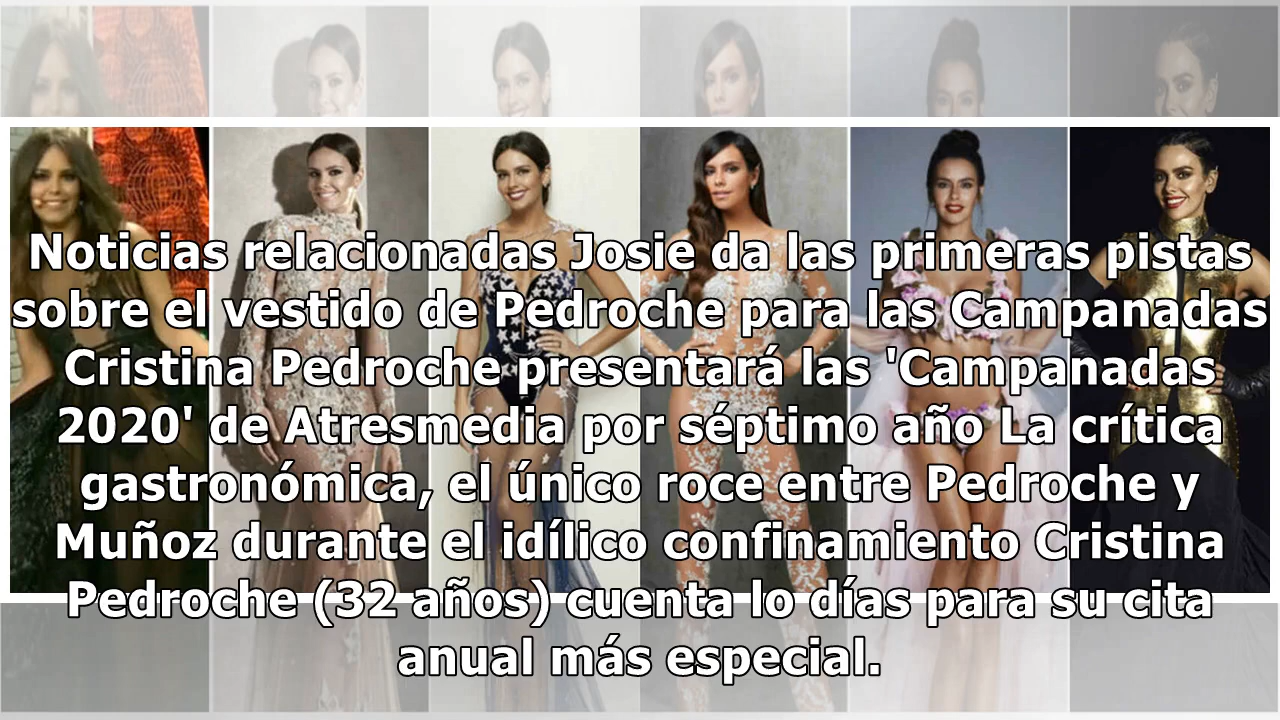 Noticias relacionadas Josie da las primeras pistas
sobre el vestido de Pedroche para las Campanadas
Cristina Pedroche presentará las 'Campanadas
2020' de Atresmedia por séptimo año La crítica
gastronómica, el único roce entre Pedroche y
Muñoz durante el idílico confinamiento Cristina
Pedroche (32 años) cuenta lo días para su cita
anual más especial.